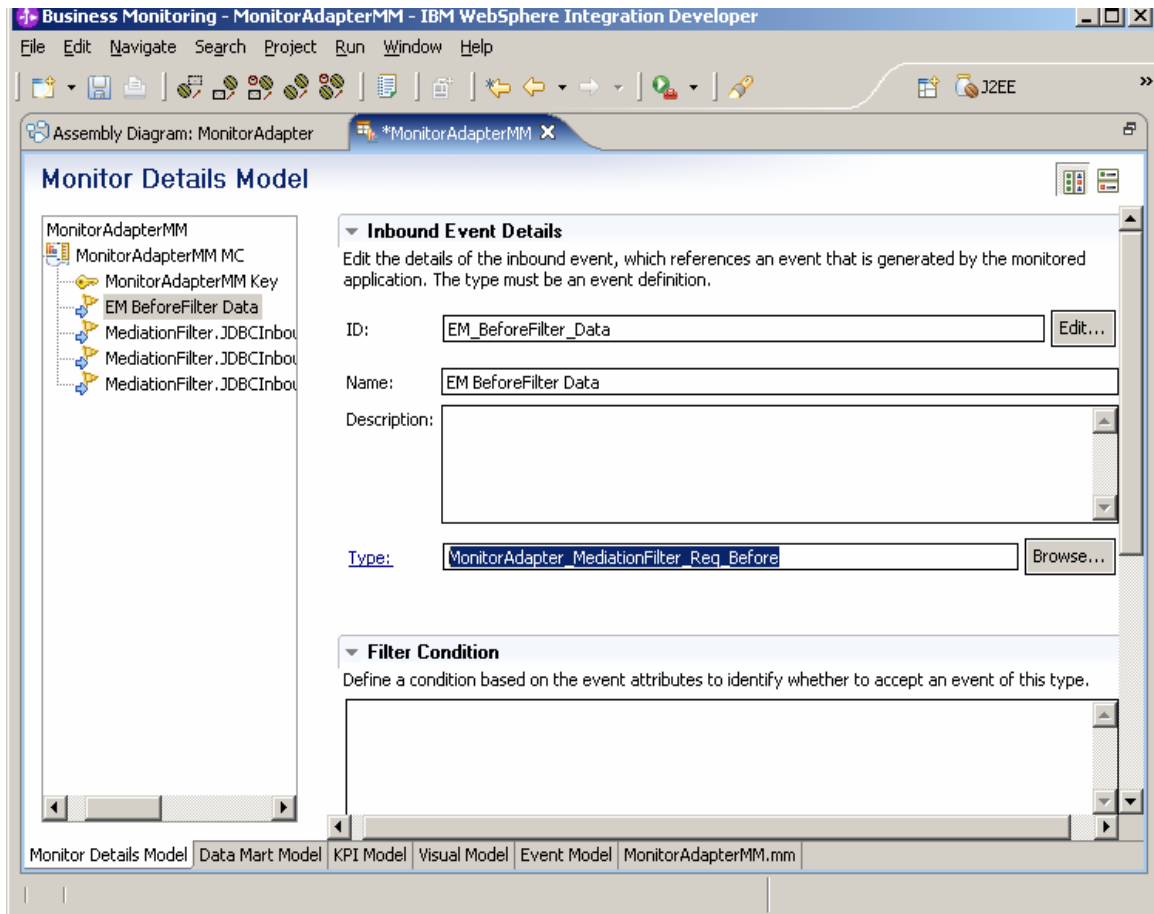 Business Monitoring - MonitorAdapterMM - IBM WebSphere Integration Developer
File Edit Navigate Search Project Run Window Help
J2EE »
Assembly Diagram: MonitorAdapter *MonitorAdapterMM
Monitor Details Model
MonitorAdapterMM
MonitorAdapterMM MC
MonitorAdapterMM Key
EM BeforeFilter Data
MediationFilter.JDBCInbou
MediationFilter.JDBCInbou
MediationFilter.JDBCInbou
Inbound Event Details
Edit the details of the inbound event, which references an event that is generated by the monitored
application. The type must be an event definition.
ID: EM_BeforeFilter_Data Edit...
Name: EM BeforeFilter Data
Description:
Type: MonitorAdapter_MediationFilter_Req_Before Browse...
Filter Condition
Define a condition based on the event attributes to identify whether to accept an event of this type.
Monitor Details Model Data Mart Model KPI Model Visual Model Event Model MonitorAdapterMM.mm